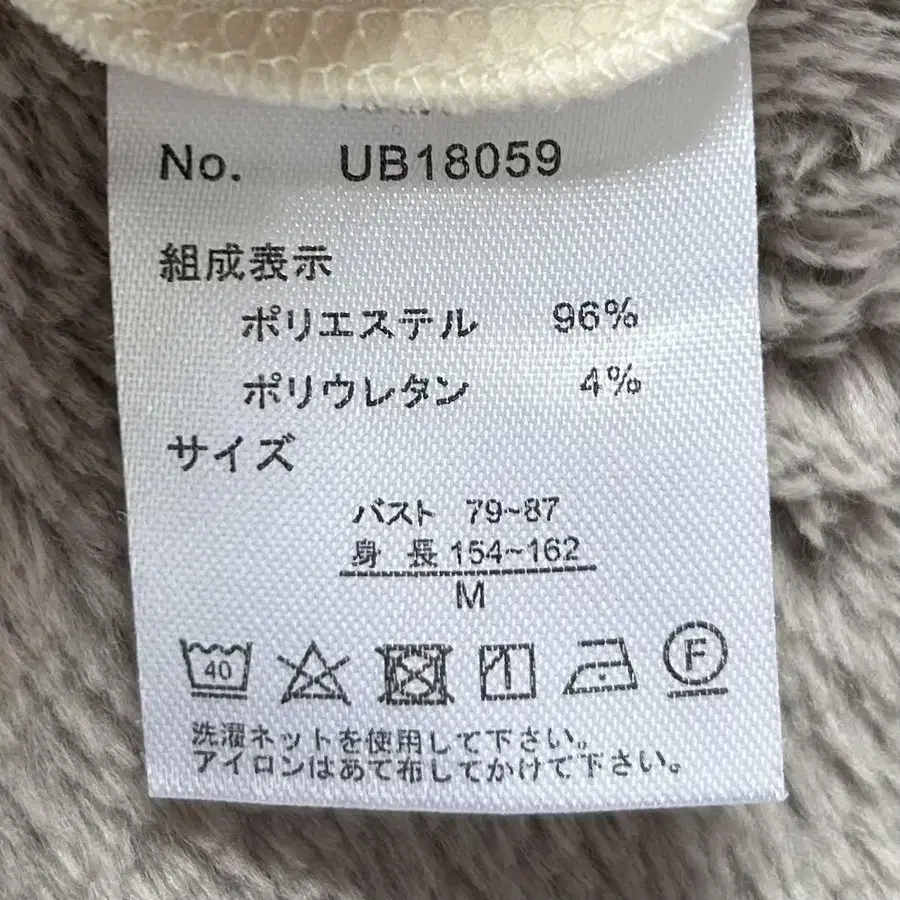 No. UB18059
組成表示
ポリエステル 96%
ポリウレタン 4%
サイズ
バスト 79~87
身 長 154~162
M
40
F
洗濯ネットを使用して下さい。
アイロンはあて布してかけて下さい。